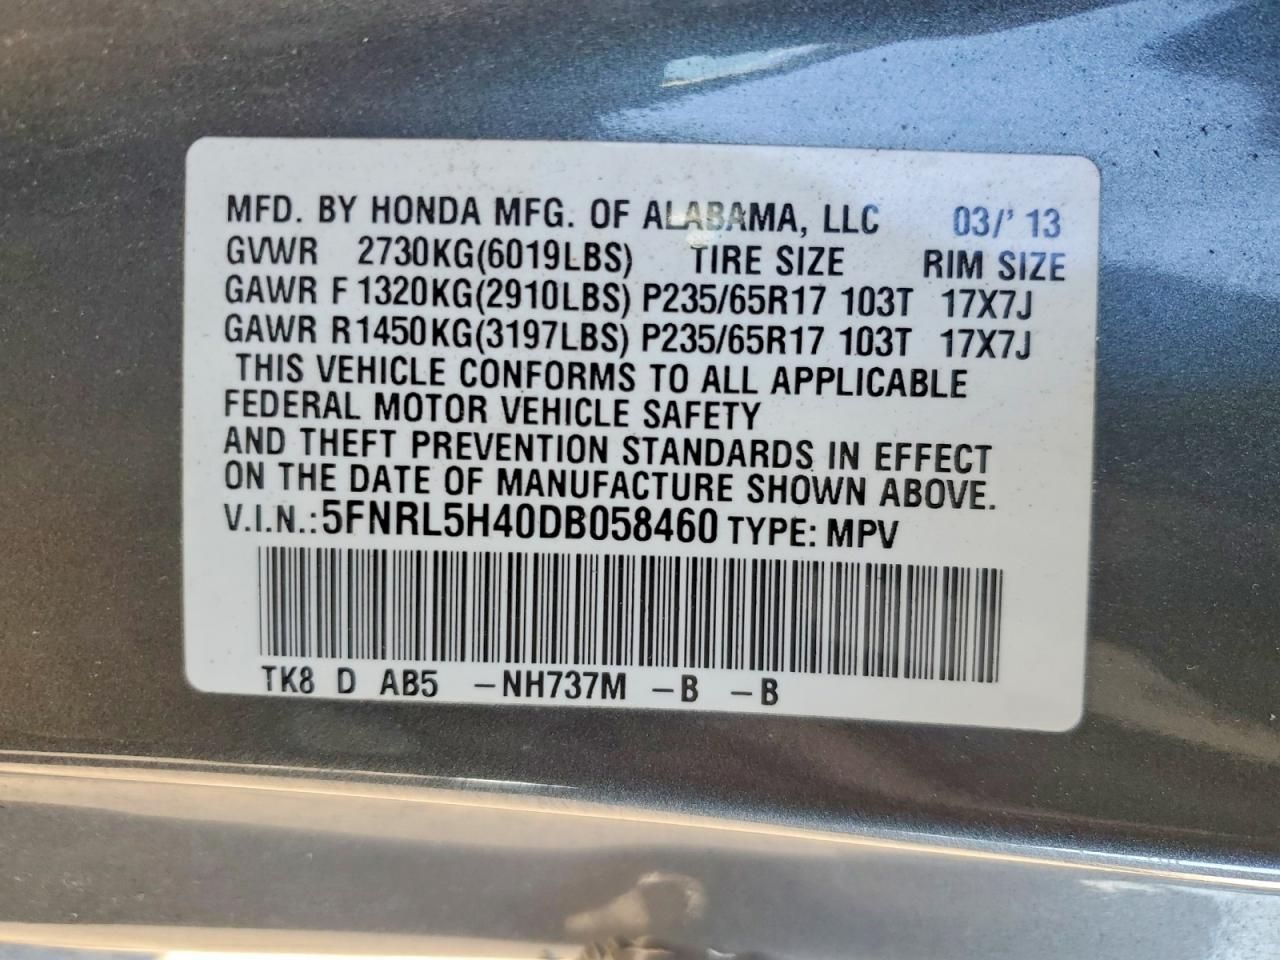 MFD. BY HONDA MFG. OF ALABAMA, LLC 03/' 13
GVWR 2730KG(6019LBS) TIRE SIZE RIM SIZE
GAWR F 1320KG(2910LBS) P235/65R17 103T 17X7J
GAWR R1450KG(3197LBS) P235/65R17 103T 17X7J
THIS VEHICLE CONFORMS TO ALL APPLICABLE
FEDERAL MOTOR VEHICLE SAFETY
AND THEFT PREVENTION STANDARDS IN EFFECT
ON THE DATE OF MANUFACTURE SHOWN ABOVE.
V.I.N.:5FNRL5H40DB058460 TYPE: MPV
TK8 D AB5 -NH737M -B -B